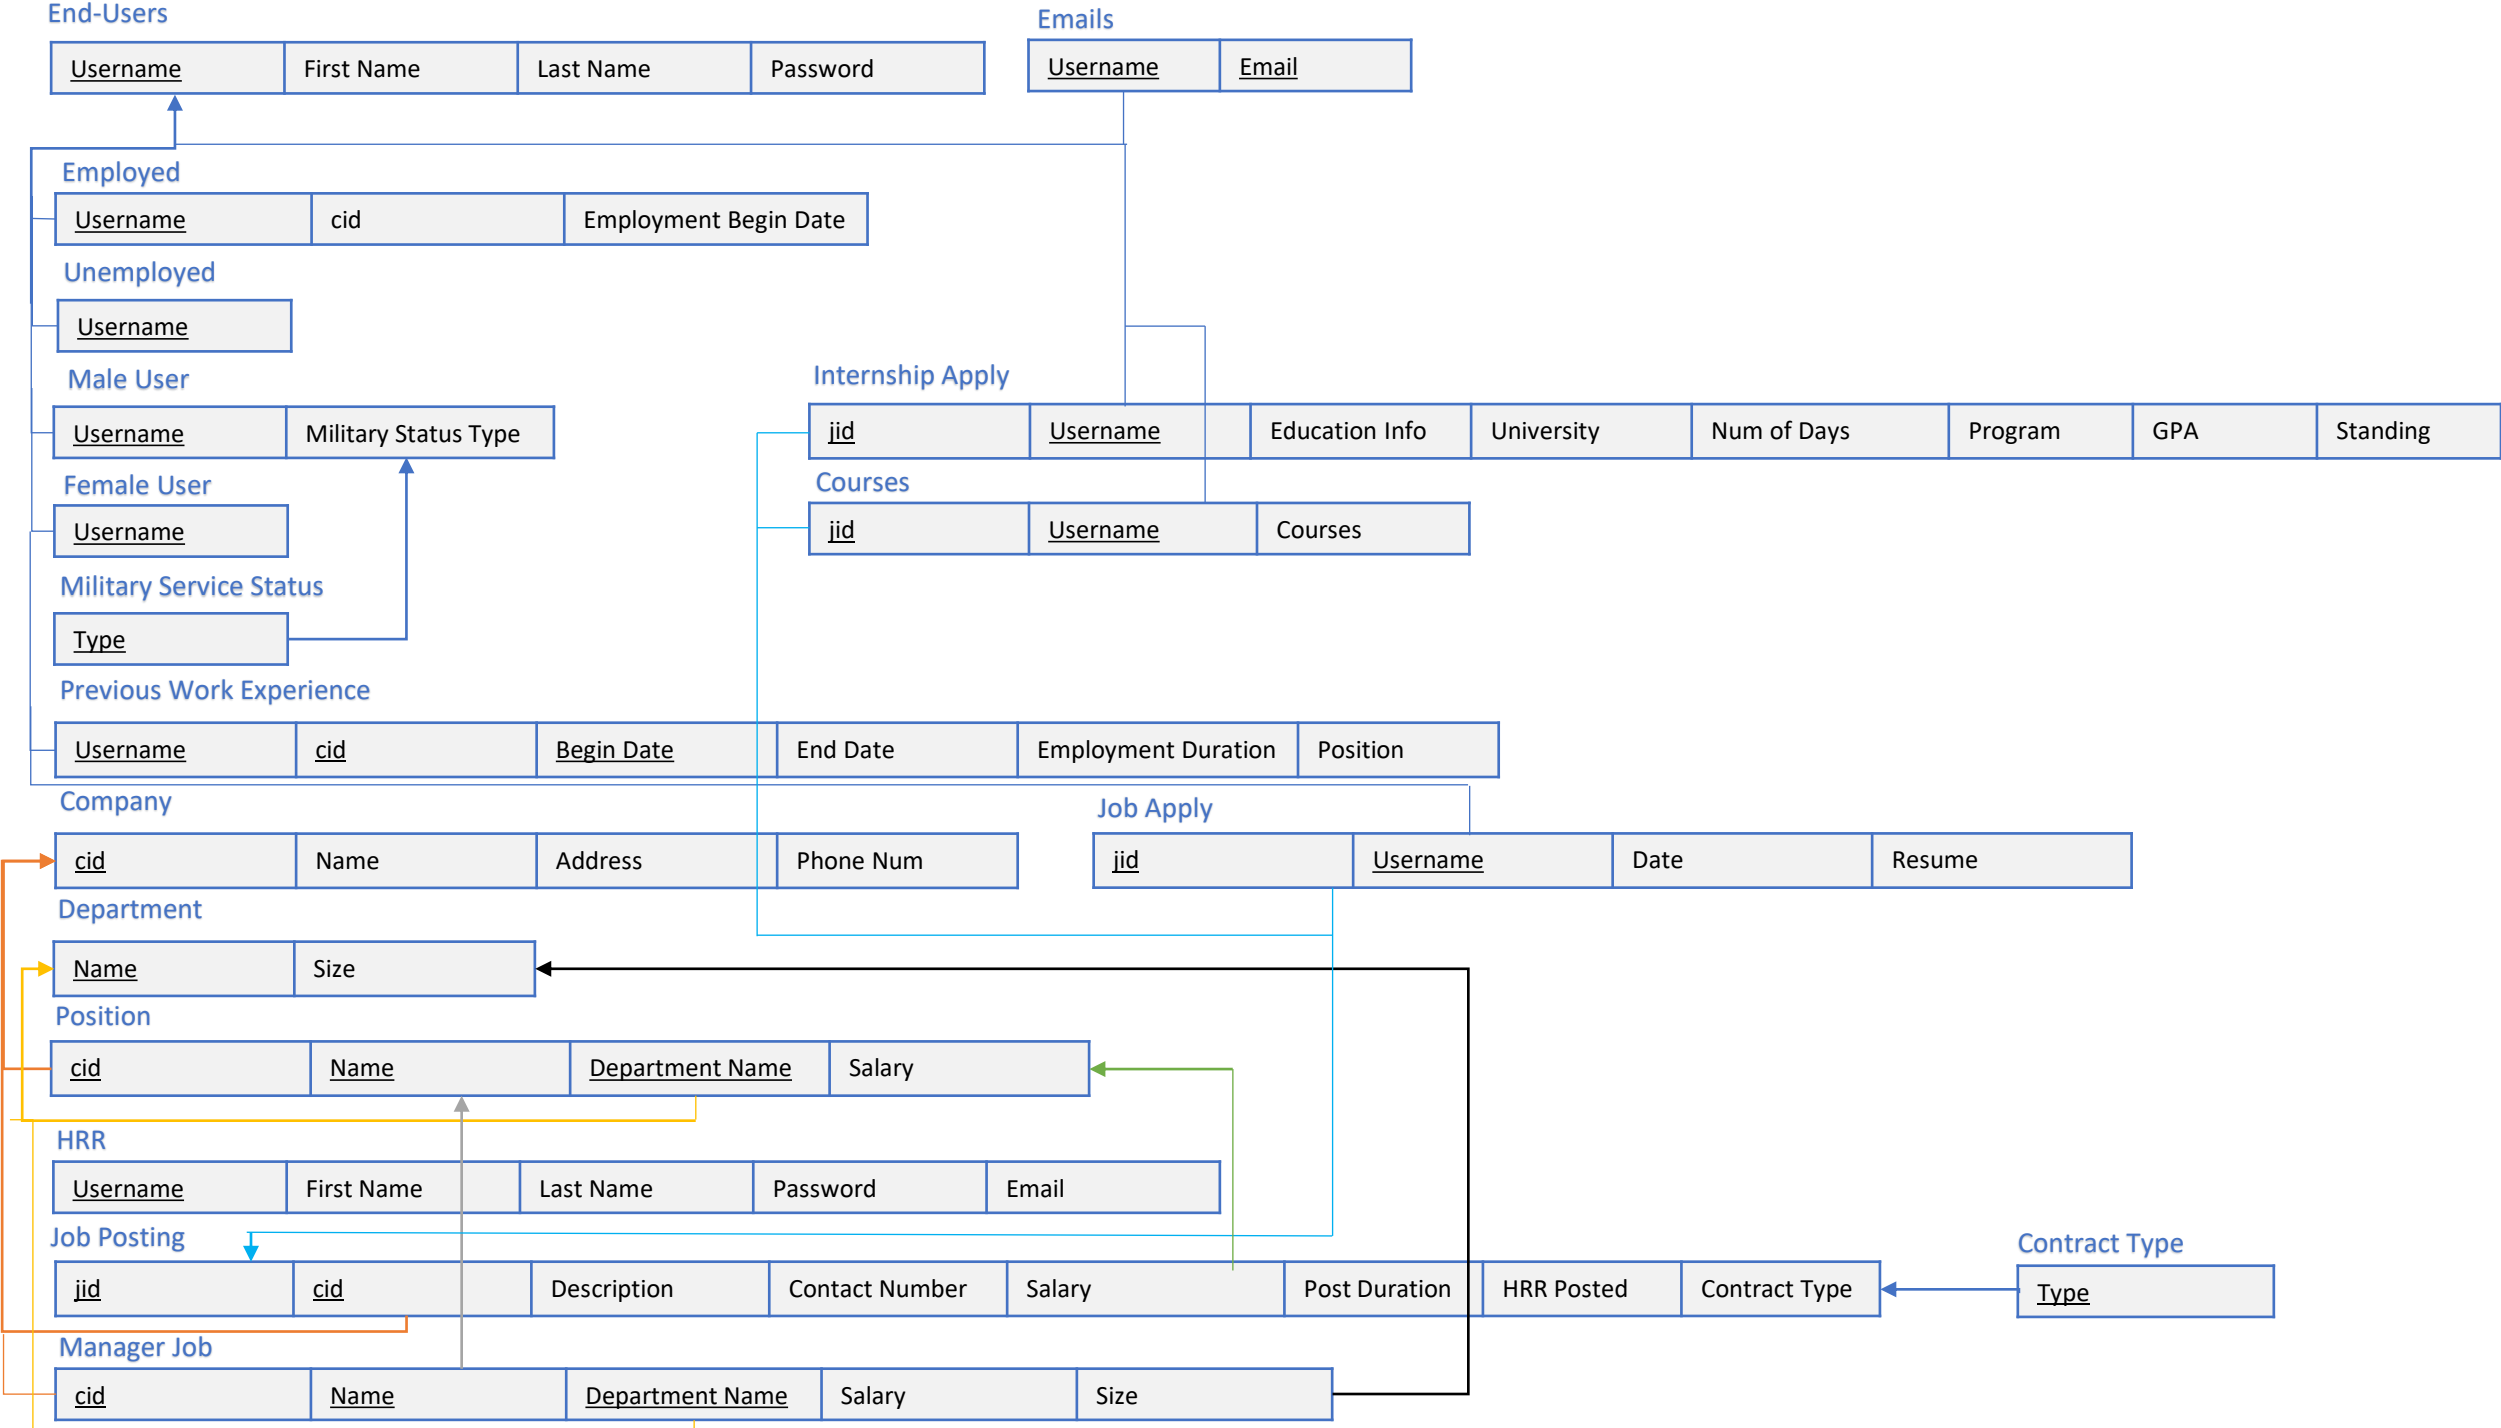 End-Users
Username First Name Last Name Password
Emails
Username Email
Employed
Username cid Employment Begin Date
Unemployed
Username
Male User
Username Military Status Type
Internship Apply
jid Username Education Info University Num of Days Program GPA Standing
Female User
Username
Courses
jid Username Courses
Military Service Status
Type
Previous Work Experience
Username cid Begin Date End Date Employment Duration Position
Company
cid Name Address Phone Num
Job Apply
jid Username Date Resume
Department
Name Size
Position
cid Name Department Name Salary
HRR
Username First Name Last Name Password Email
Job Posting
jid cid Description Contact Number Salary Post Duration HRR Posted Contract Type
Contract Type
Type
Manager Job
cid Name Department Name Salary Size